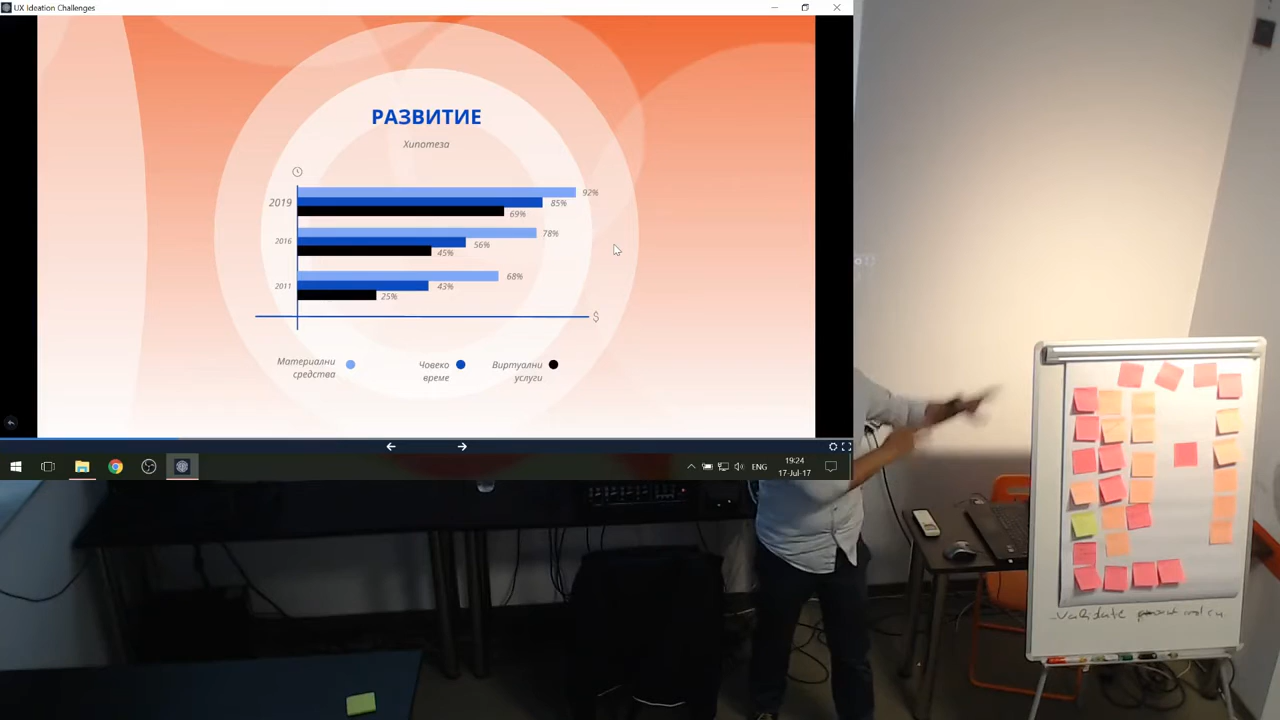 UX Ideation Challenges
РАЗВИТИЕ
Хипотеза
2019
92%
85%
69%
2016
78%
56%
45%
2011
68%
43%
25%
$
Материални
средства
Човеко
време
Виртуални
услуги
ENG
19:24
17-Jul-17
Validate